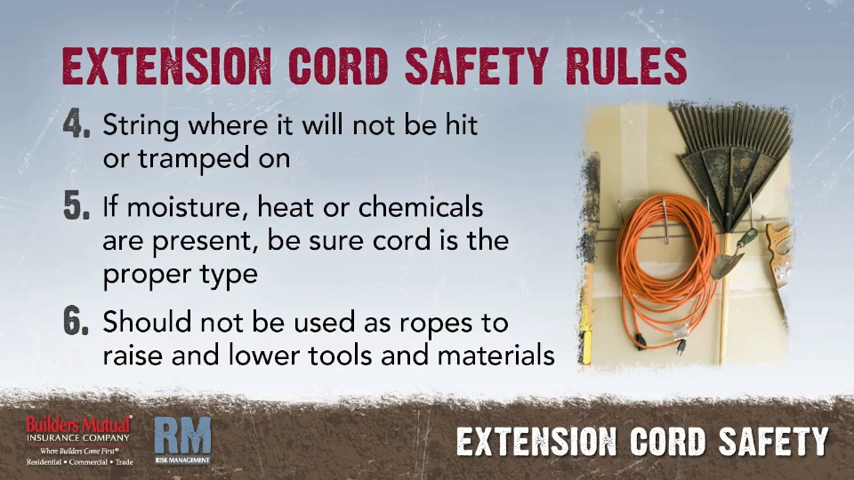 EXTENSION CORD SAFETY RULES
4. String where it will not be hit
or tramped on
5. If moisture, heat or chemicals
are present, be sure cord is the
proper type
6. Should not be used as ropes to
raise and lower tools and materials
Builders Mutual®
INSURANCE COMPANY
Where Builders Come First®
Residential • Commercial • Trade
RM
RISK MANAGEMENT
EXTENSION CORD SAFETY